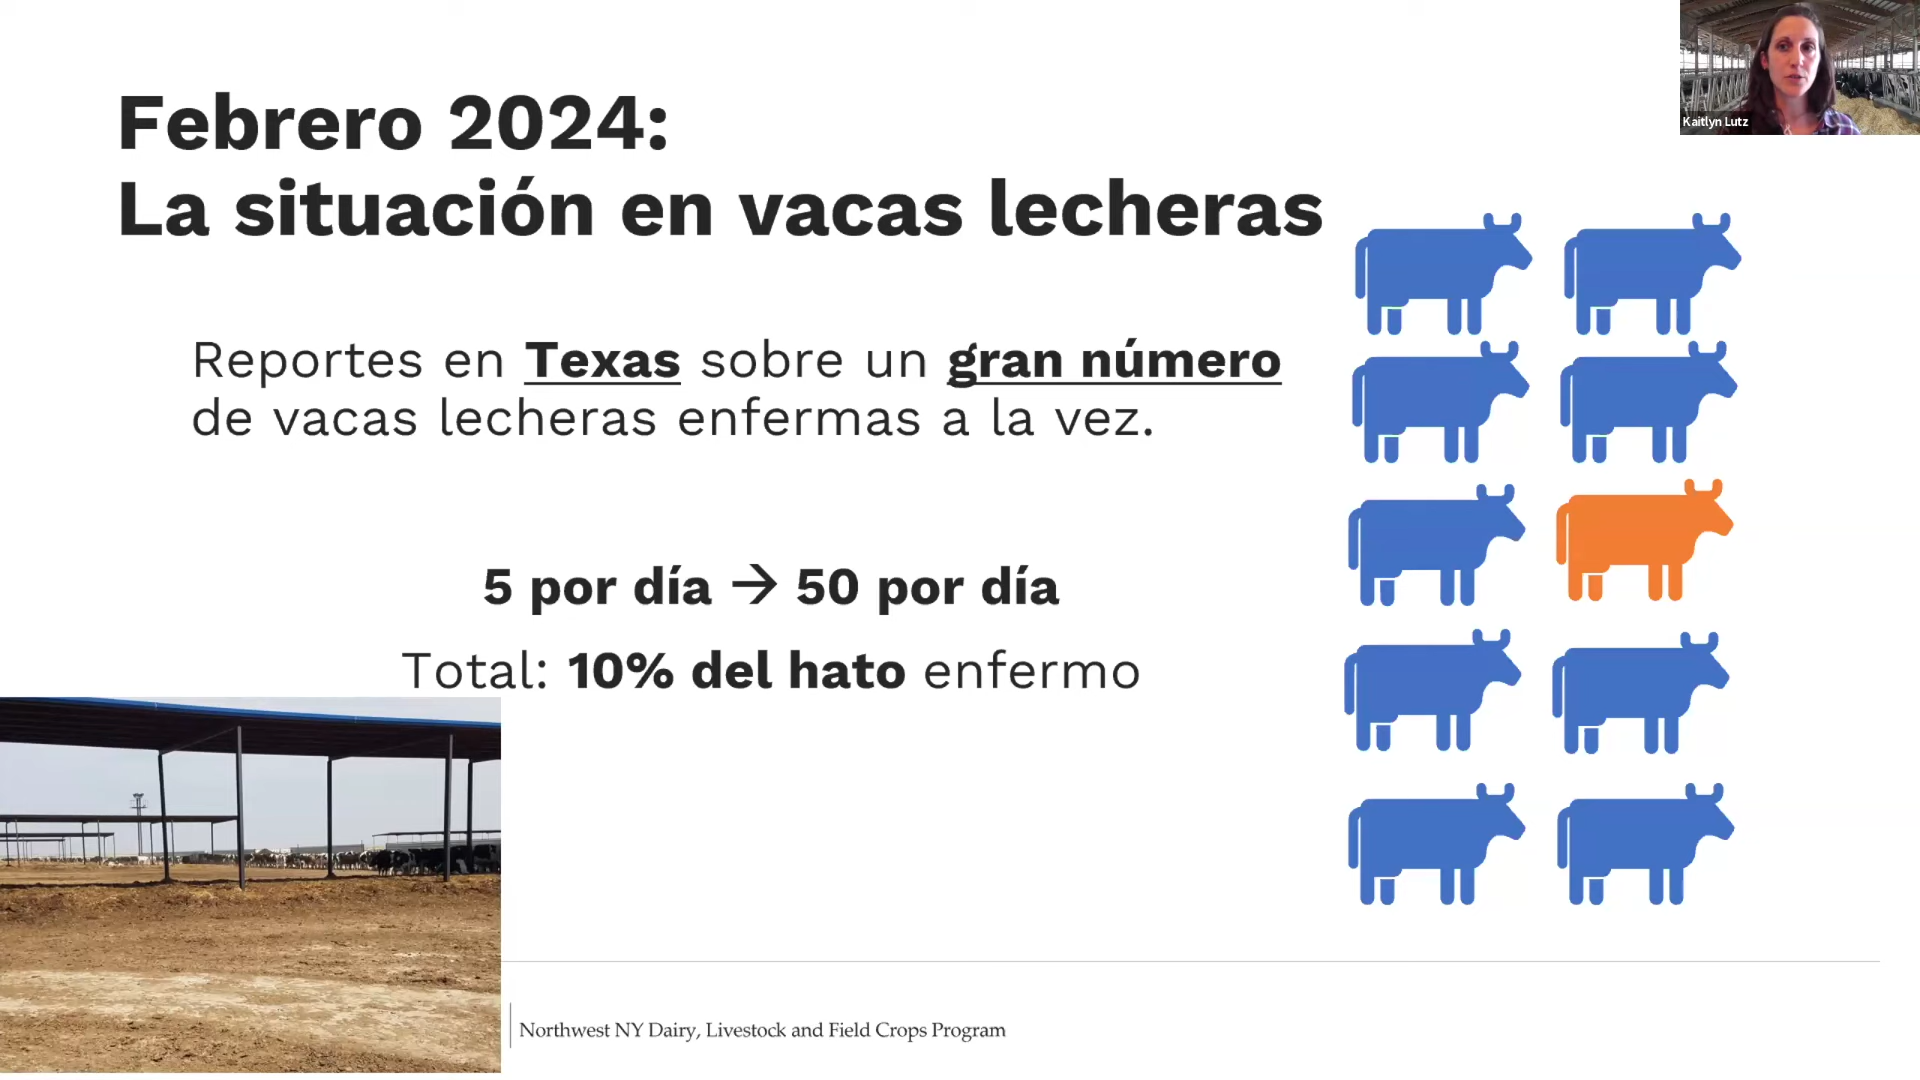 Febrero 2024:
La situación en vacas lecheras
Kaitlyn Lutz
Reportes en Texas sobre un gran número
de vacas lecheras enfermas a la vez.
5 por día → 50 por día
Total: 10% del hato enfermo
Northwest NY Dairy, Livestock and Field Crops Program